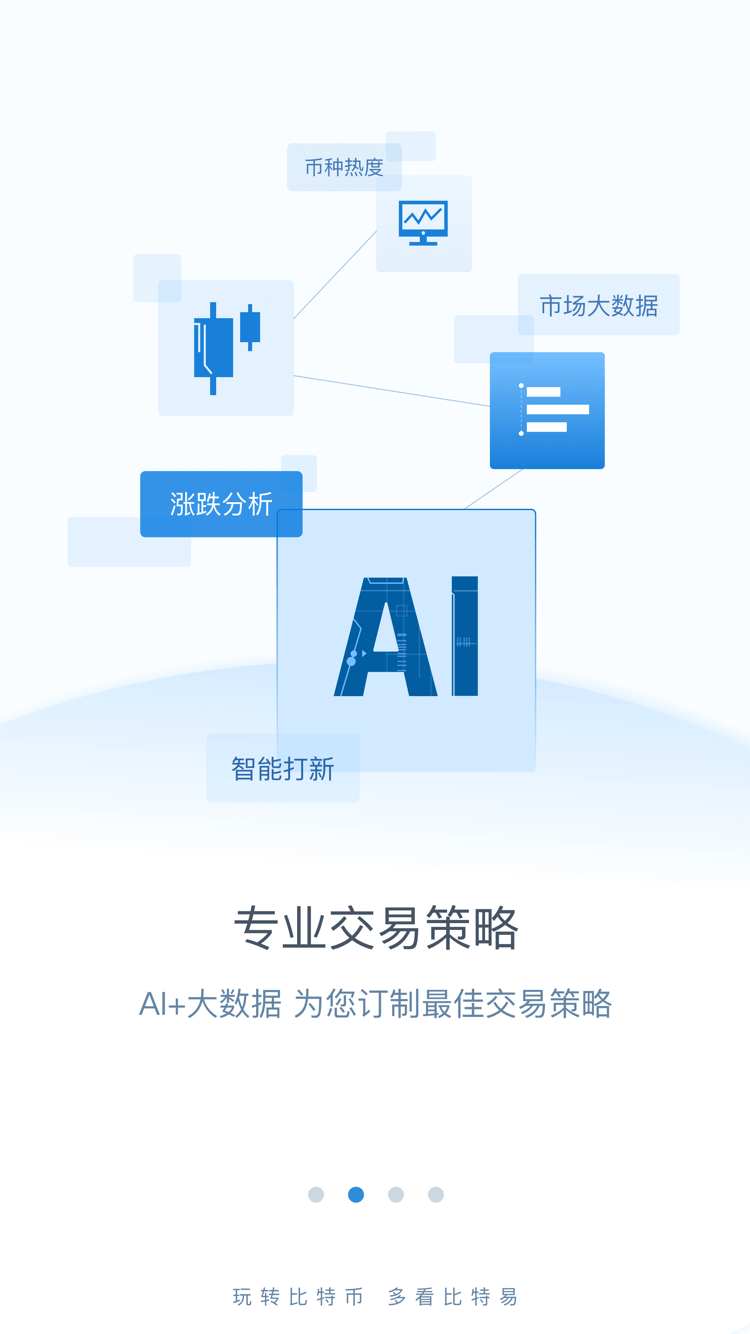 币种热度
市场大数据
涨跌分析
AI
智能打新
专业交易策略
AI+大数据 为您订制最佳交易策略
玩转比特币 多看比特易